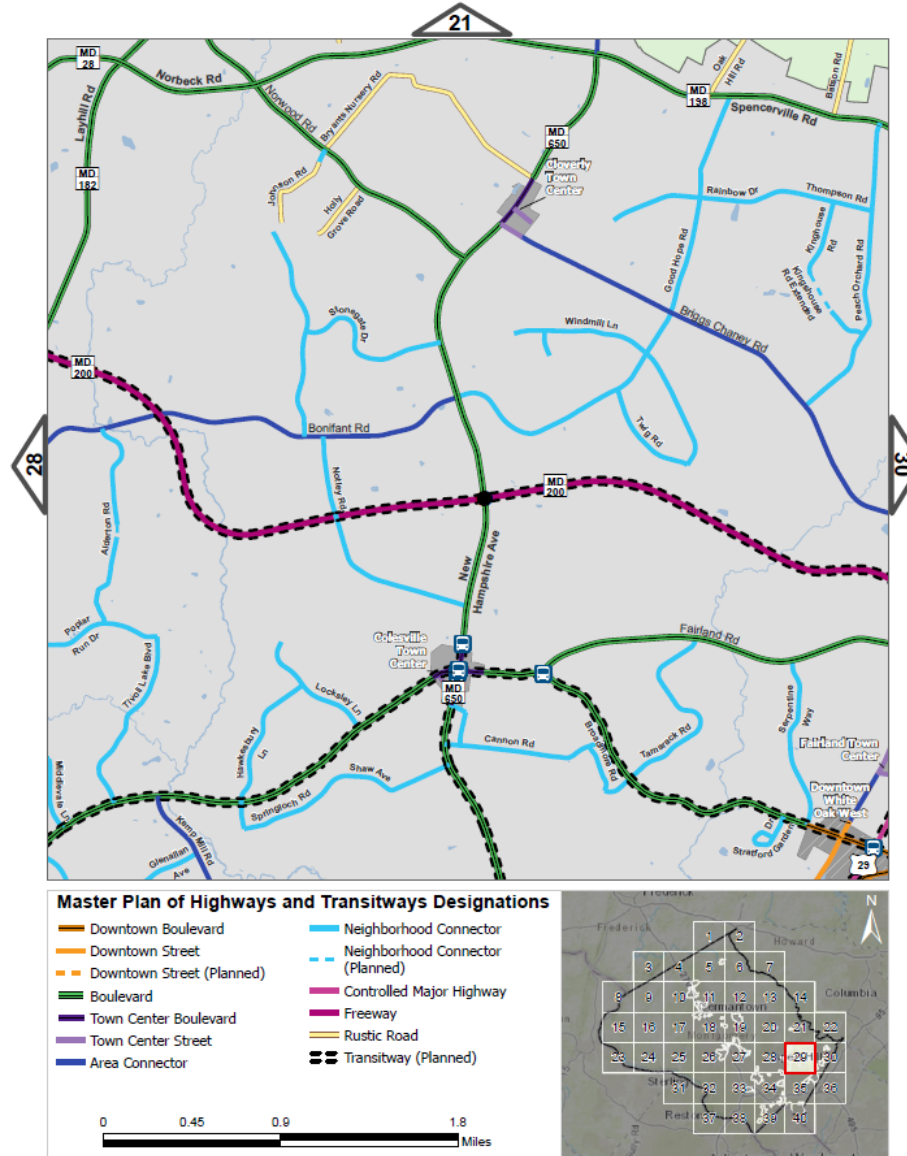 21
MD
28
Norbeck Rd
Layhill Rd
MD
182
Norwood Rd
Bryants Nursery Rd
Johnson Rd
Holly
Grove Road
MD
650
Cloverly
Town
Center
Oak
Hill Rd
Batson Rd
MD
198
Spencerville Rd
Rainbow Dr
Thompson Rd
Kinghouse
Rd
Kingshouse
Rd Extended
Peach Orchard Rd
Good Hope Rd
Briggs Chaney Rd
Stonegate Dr
Windmill Ln
Twig Rd
MD
200
28
Bonifant Rd
30
Notley Rd
MD
200
Alderton Rd
New
Hampshire Ave
Poplar
Run Dr
Tivoli Lake Blvd
Colesville
Town
Center
MD
650
Fairland Rd
Locksley Ln
Hawkesbury
Ln
Cannon Rd
Broadmore Rd
Tamarack Rd
Serpentine
Way
Fairland Town
Center
Shaw Ave
Springloch Rd
Middlevale Ln
Kemp Mill Rd
Glenallan
Ave
Downtown
White
Oak West
Stratford Garden
Dr
29
Master Plan of Highways and Transitways Designations
Downtown Boulevard
Downtown Street
Downtown Street (Planned)
Boulevard
Town Center Boulevard
Town Center Street
Area Connector
Neighborhood Connector
Neighborhood Connector
(Planned)
Controlled Major Highway
Freeway
Rustic Road
Transitway (Planned)
0 0.45 0.9 1.8
Miles
N
Frederick
Frederick
Howard
Columbia
1 2
3 4 5 6 7
8 9 10 11 12 13 14
15 16 17 18 19 20 21 22
23 24 25 26 27 28 29 30
31 32 33 34 35 36
37 38 39 40